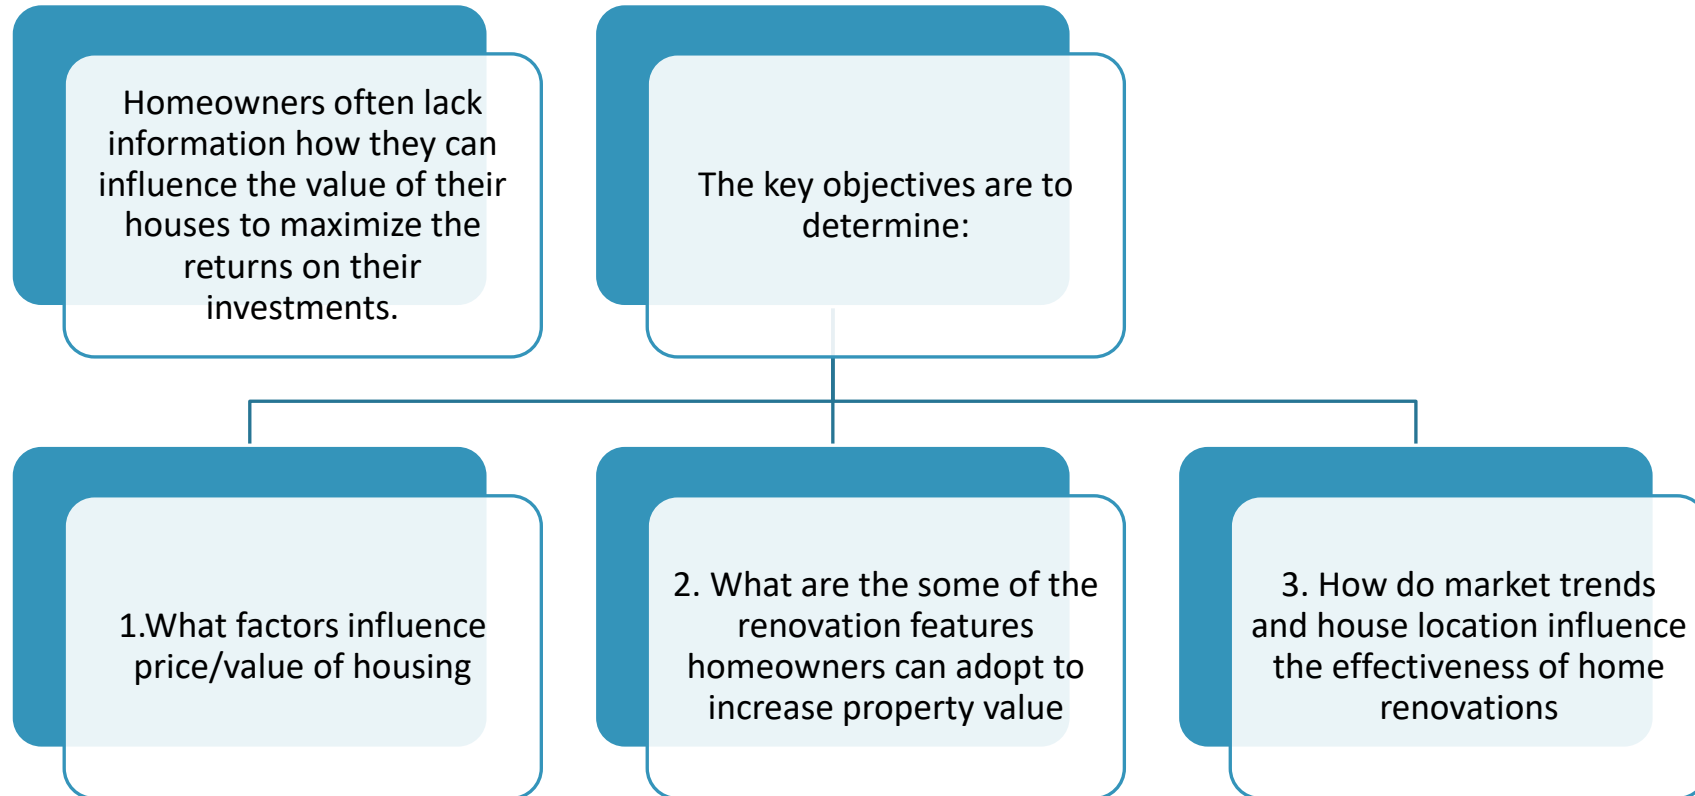 Homeowners often lack
information how they can
influence the value of their
houses to maximize the
returns on their
investments.
The key objectives are to
determine:
1.What factors influence
price/value of housing
2. What are the some of the
renovation features
homeowners can adopt to
increase property value
3. How do market trends
and house location influence
the effectiveness of home
renovations